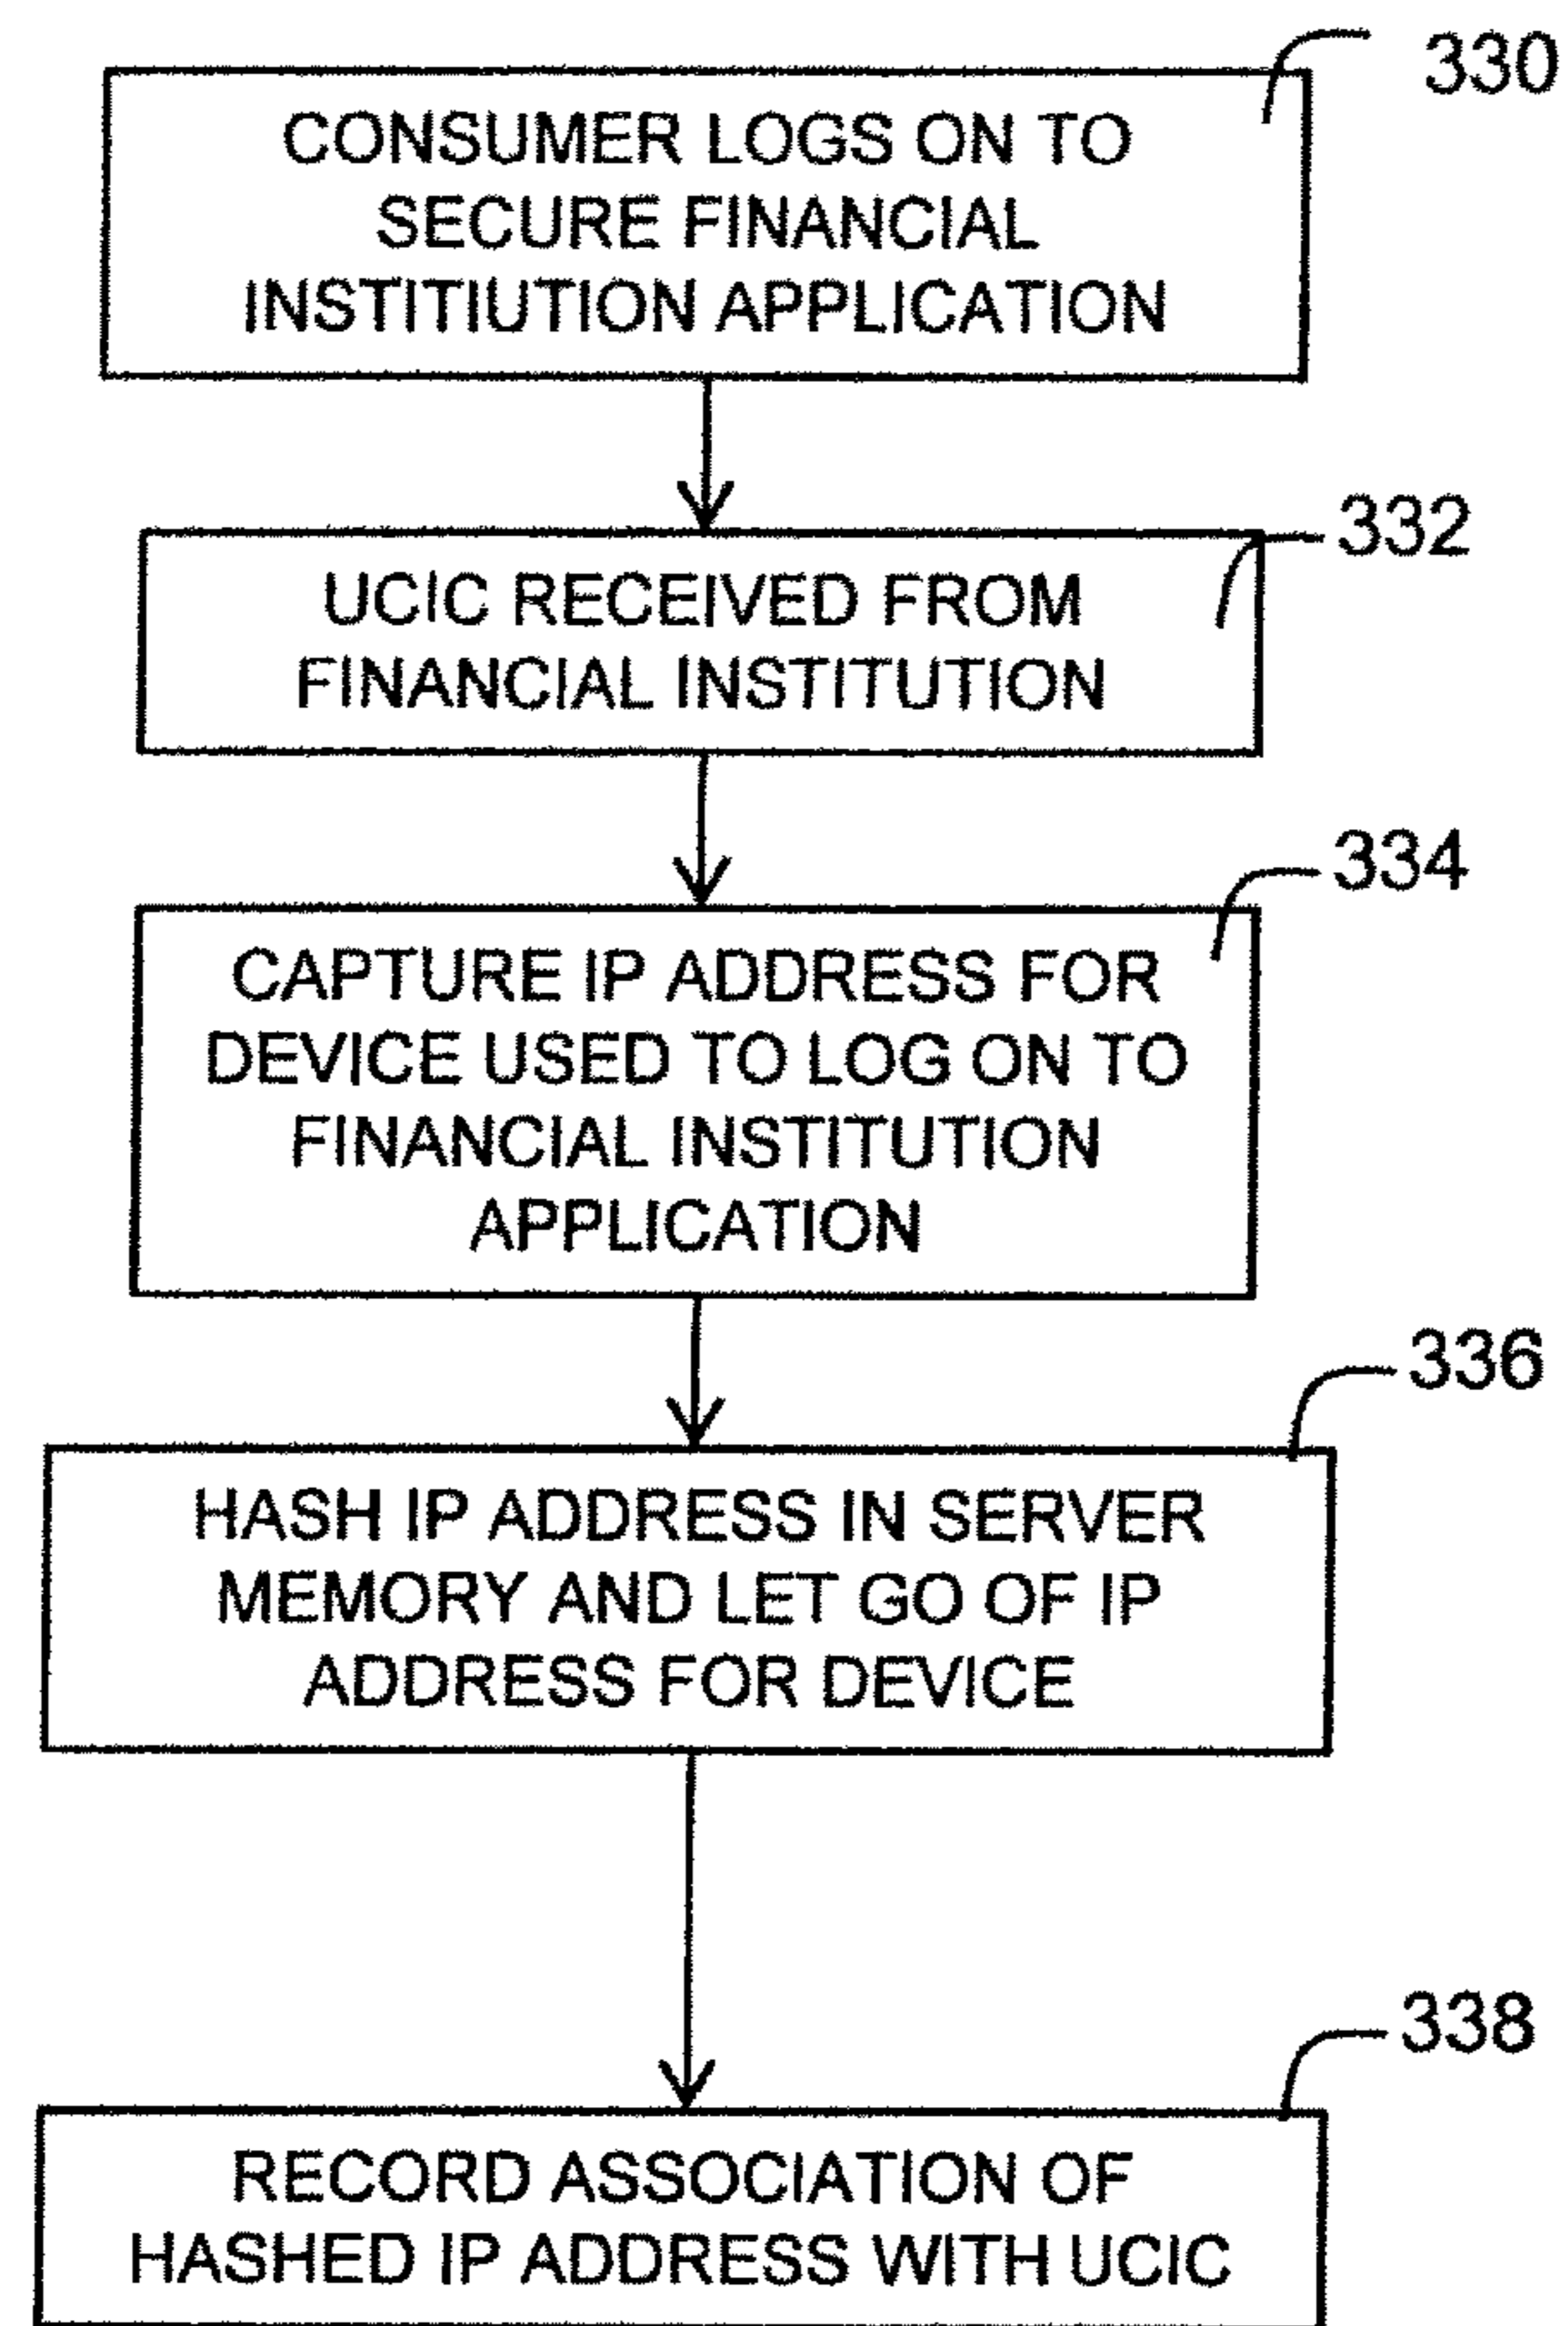 330
CONSUMER LOGS ON TO
SECURE FINANCIAL
INSTITIUTION APPLICATION
332
UCIC RECEIVED FROM
FINANCIAL INSTITUTION
334
CAPTURE IP ADDRESS FOR
DEVICE USED TO LOG ON TO
FINANCIAL INSTITUTION
APPLICATION
336
HASH IP ADDRESS IN SERVER
MEMORY AND LET GO OF IP
ADDRESS FOR DEVICE
338
RECORD ASSOCIATION OF
HASHED IP ADDRESS WITH UCIC